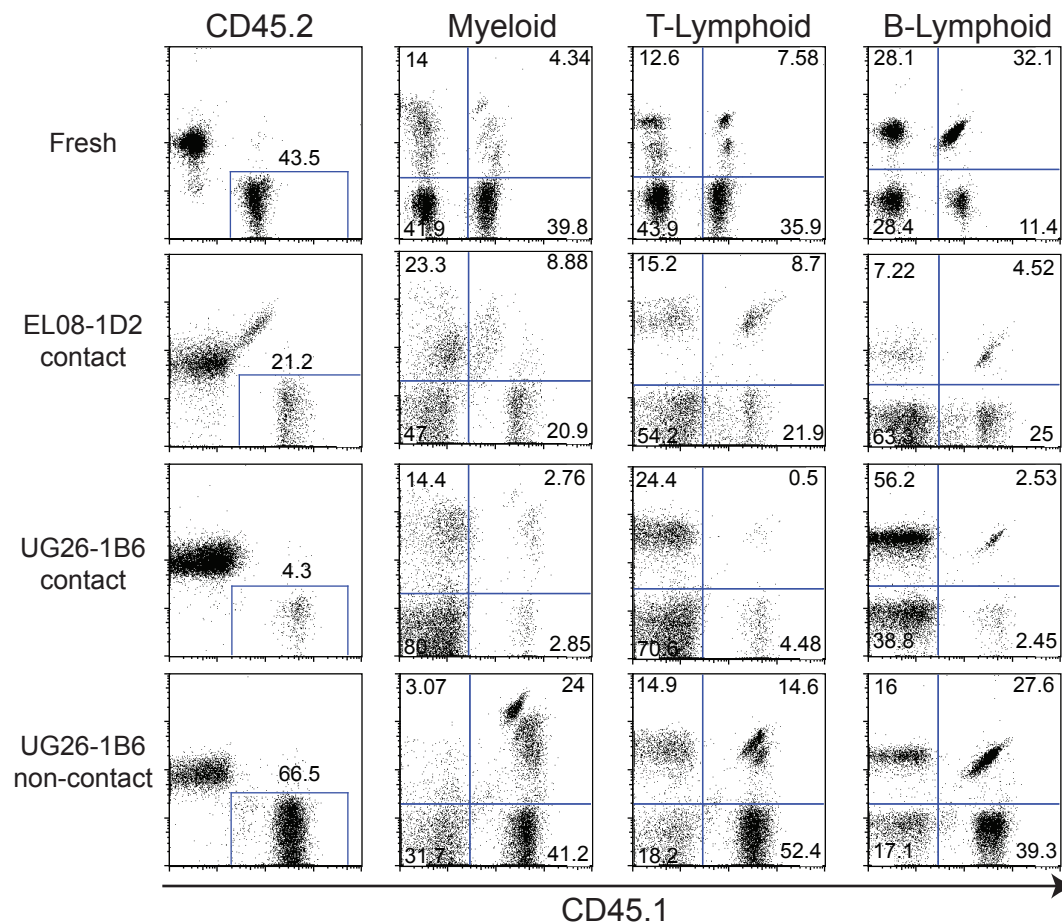 CD45.2 Myeloid T-Lymphoid B-Lymphoid
14 4.34 12.6 7.58 28.1 32.1
Fresh
43.5
41.9 39.8 43.9 35.9 28.4 11.4
23.3 8.88 15.2 8.7 7.22 4.52
EL08-1D2
contact
21.2
47 20.9 54.2 21.9 63.3 25
14.4 2.76 24.4 0.5 56.2 2.53
UG26-1B6
contact
4.3
80 2.85 70.6 4.48 38.8 2.45
3.07 24 14.9 14.6 16 27.6
UG26-1B6
non-contact
66.5
31.7 41.2 18.2 52.4 17.1 39.3
CD45.1